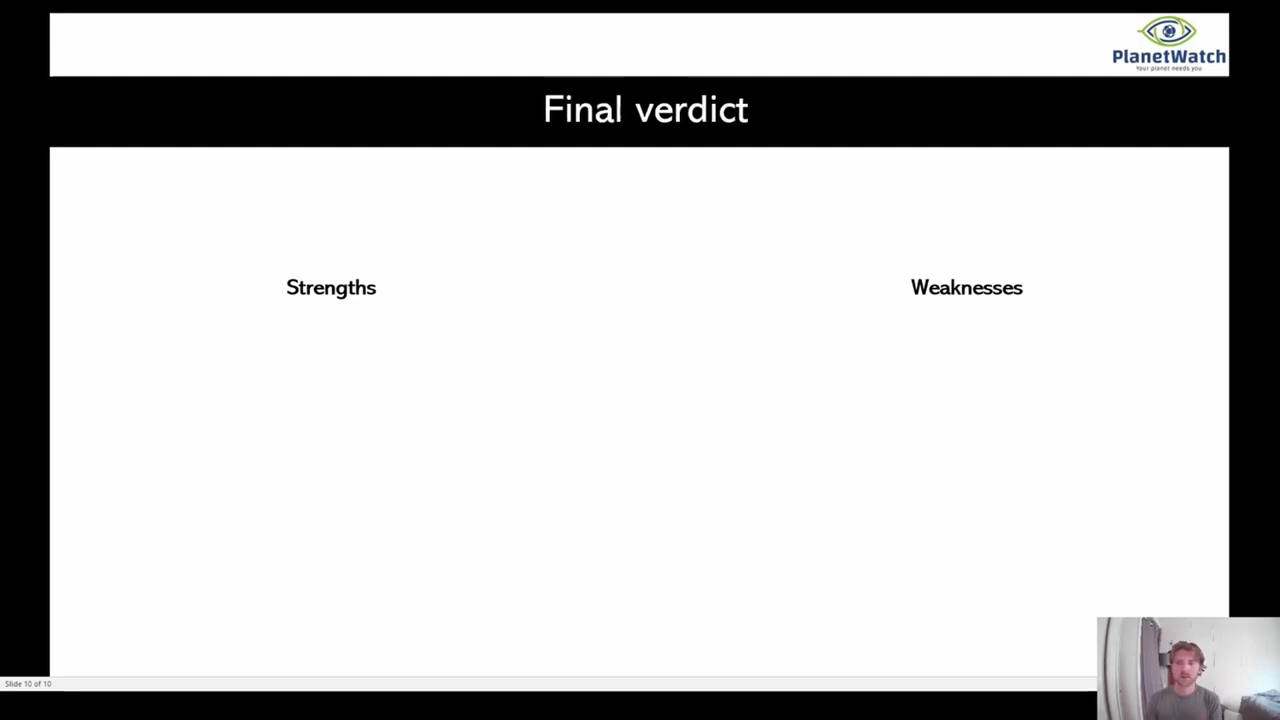 PlanetWatch
Your planet needs you
Final verdict
Strengths
Weaknesses
Slide 10 of 10